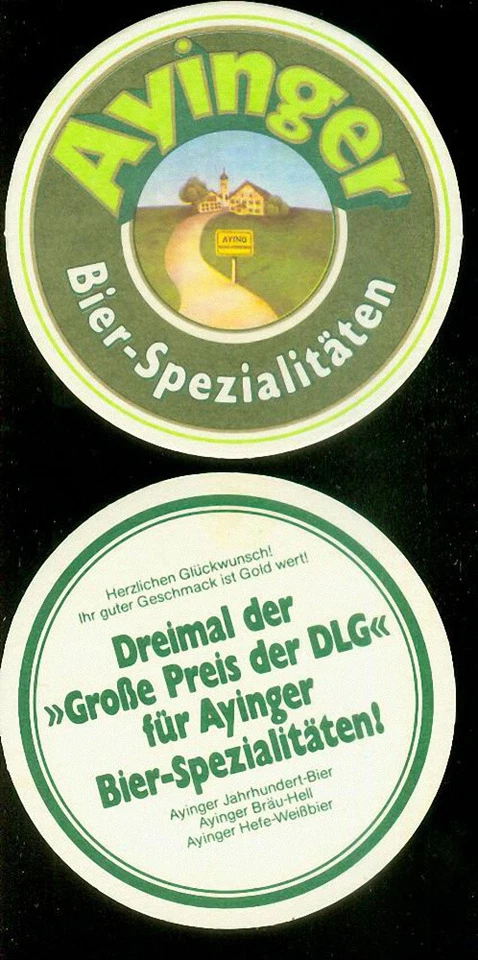 Ayinger
AYING
Bier-Spezialitäten
Herzlichen Glückwunsch!
Ihr guter Geschmack ist Gold wert!
Dreimal der
»Große Preis der DLG«
für Ayinger
Bier-Spezialitäten!
Ayinger Jahrhundert-Bier
Ayinger Bräu-Hell
Ayinger Hefe-Weißbier